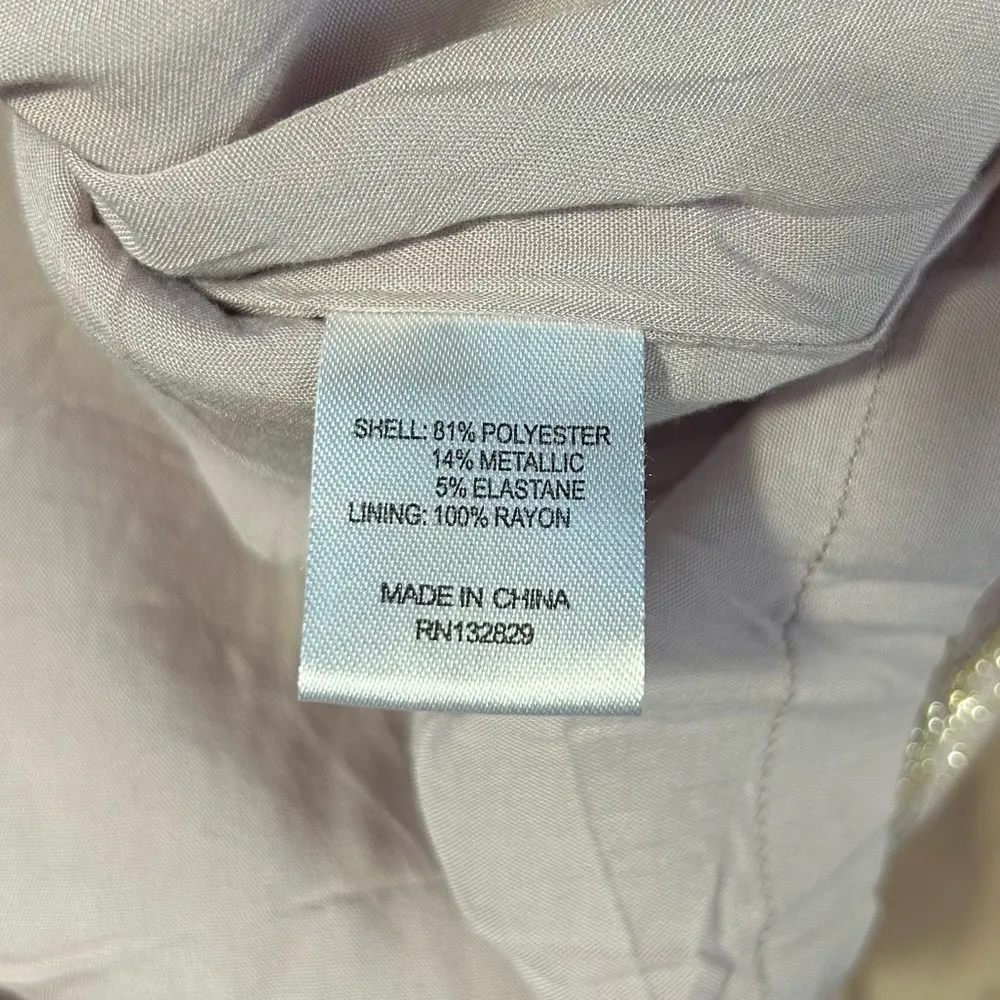 SHELL: 81% POLYESTER
14% METALLIC
5% ELASTANE
LINING: 100% RAYON
MADE IN CHINA
RN132829